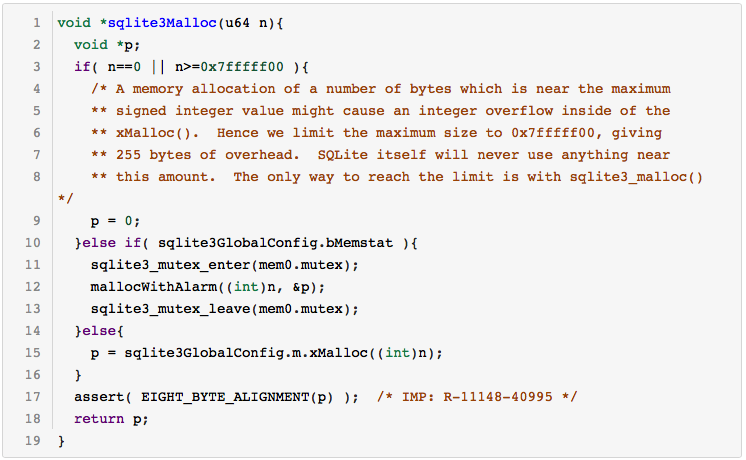 1 void *sqlite3Malloc(u64 n){
2   void *p;
3   if( n==0 || n>=0x7fffff00 ){
4     /* A memory allocation of a number of bytes which is near the maximum
5     ** signed integer value might cause an integer overflow inside of the
6     ** xMalloc().  Hence we limit the maximum size to 0x7fffff00, giving
7     ** 255 bytes of overhead.  SQLite itself will never use anything near
8     ** this amount.  The only way to reach the limit is with sqlite3_malloc()
*/
9     p = 0;
10   }else if( sqlite3GlobalConfig.bMemstat ){
11     sqlite3_mutex_enter(mem0.mutex);
12     mallocWithAlarm((int)n, &p);
13     sqlite3_mutex_leave(mem0.mutex);
14   }else{
15     p = sqlite3GlobalConfig.m.xMalloc((int)n);
16   }
17   assert( EIGHT_BYTE_ALIGNMENT(p) );  /* IMP: R-11148-40995 */
18   return p;
19 }